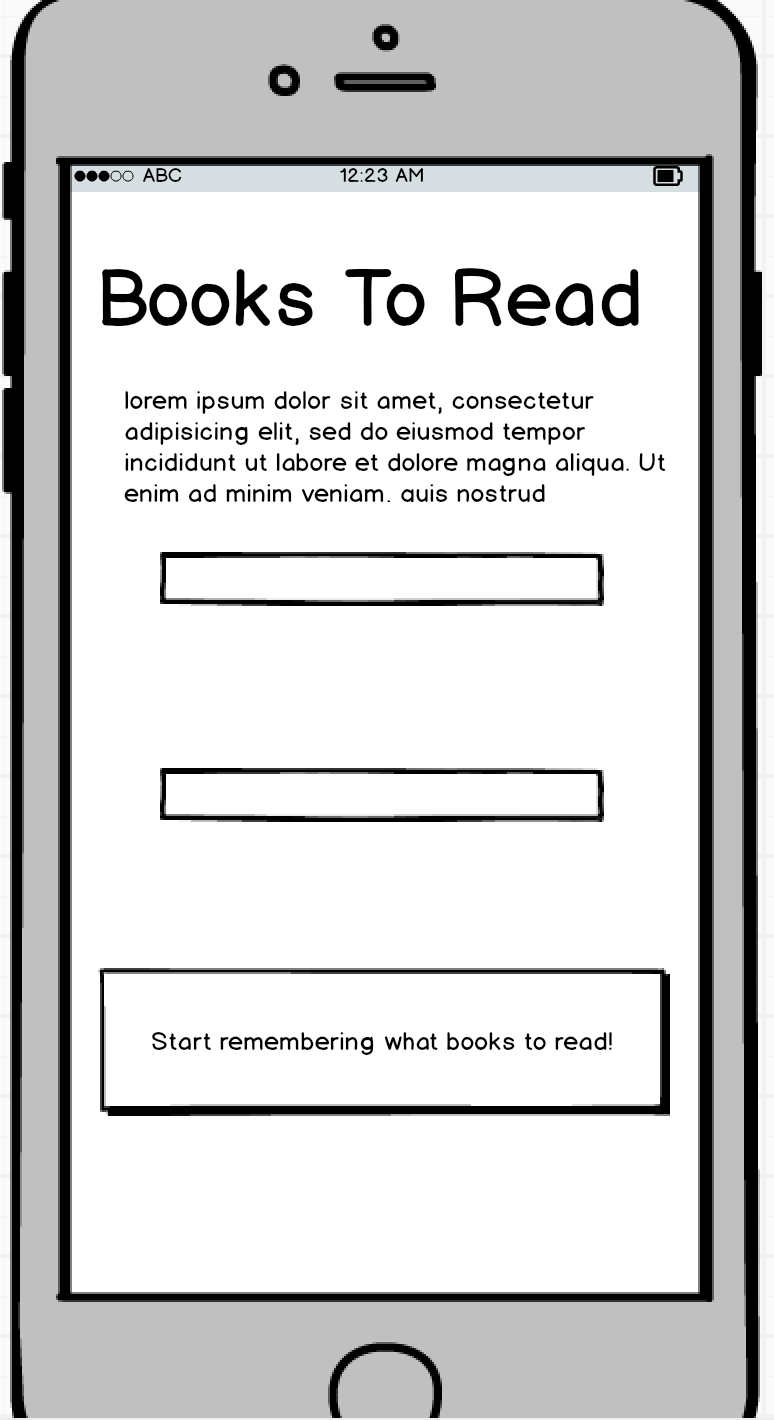 ABC 12:23 AM
Books To Read
lorem ipsum dolor sit amet, consectetur
adipisicing elit, sed do eiusmod tempor
incididunt ut labore et dolore magna aliqua. Ut
enim ad minim veniam. auis nostrud
Start remembering what books to read!